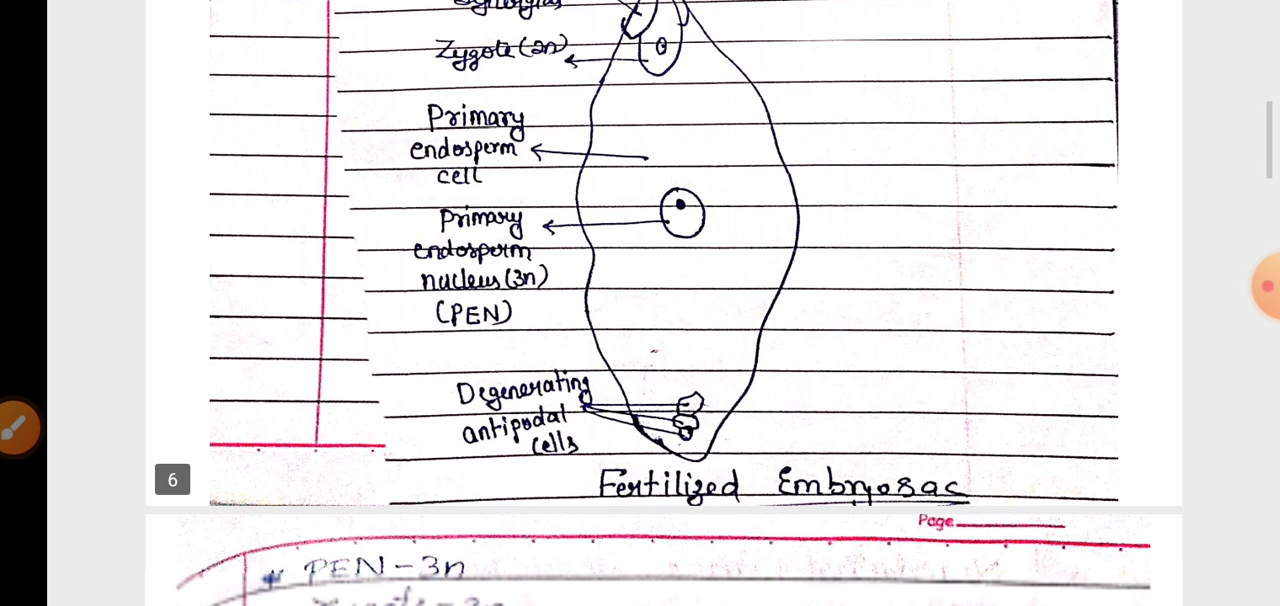 Synergids
Zygote (2n)
Primary
endosperm
cell
Primary
endosperm
nucleus (3n)
(PEN)
Degenerating
antipodal
cells
Fertilized Embryosac
6
Page
* PEN - 3n